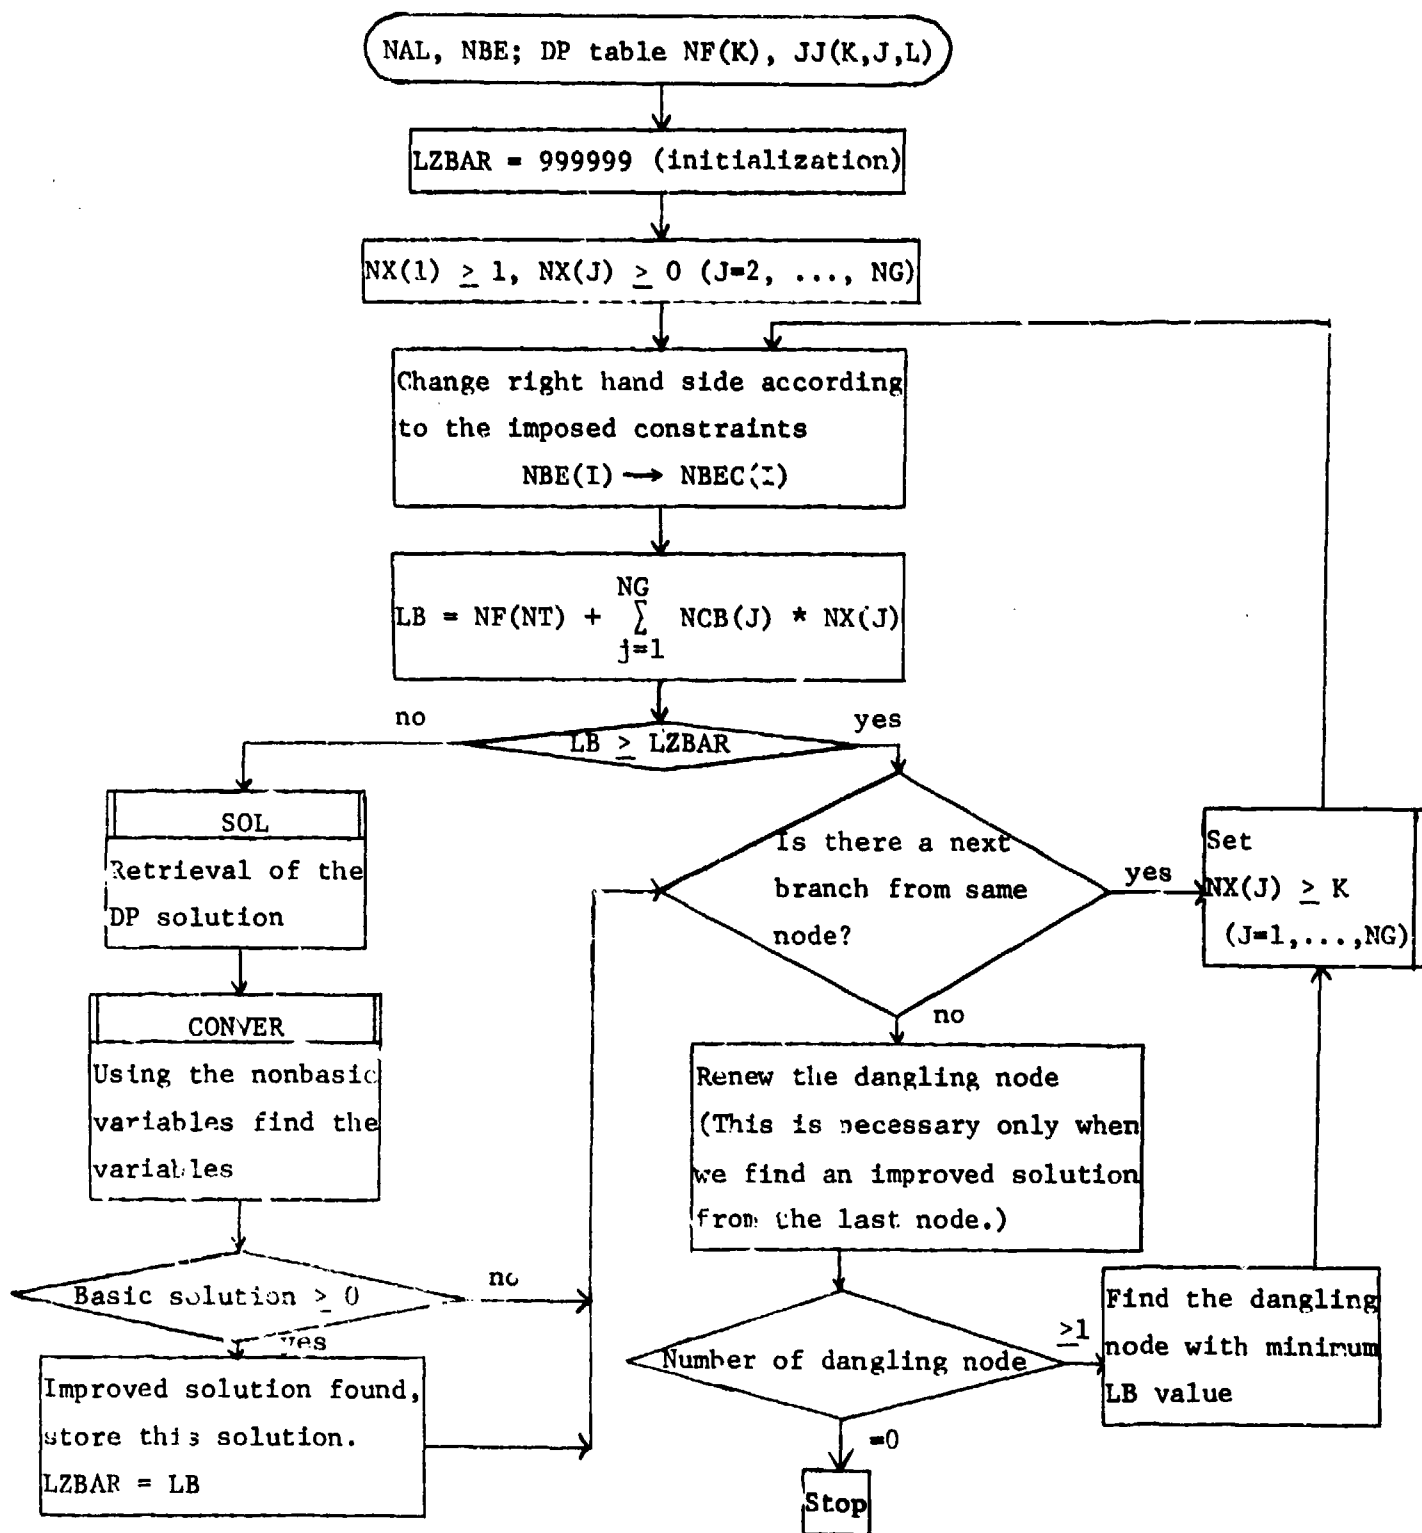 NAL, NBE; DP table NF(K), JJ(K,J,L)
LZBAR = 999999 (initialization)
NX(1) ≥ 1, NX(J) ≥ 0 (J=2, ..., NG)
Change right hand side according
to the imposed constraints
NBE(I) → NBEC(I)
NG
LB = NF(NT) + ∑ NCB(J) * NX(J)
j=1
no
yes
LB ≥ LZBAR
SOL
Retrieval of the
DP solution
Is there a next
branch from same
node?
yes
Set
NX(J) ≥ K
(J=1,...,NG)
no
CONVER
Using the nonbasic
variables find the
variables
Renew the dangling node
(This is necessary only when
we find an improved solution
from the last node.)
Basic solution ≥ 0
no
yes
Improved solution found,
store this solution.
LZBAR = LB
Number of dangling node
≥1
Find the dangling
node with minimum
LB value
=0
Stop